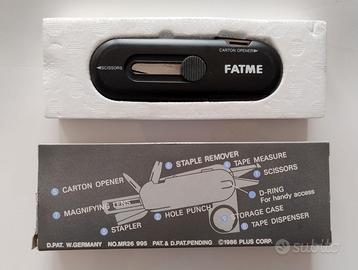 CARTON OPENER▶
◀SCISSORS
FATME
STAPLE REMOVER
TAPE MEASURE
CARTON OPENER
SCISSORS
D-RING
For handy access
MAGNIFYING LENS
HOLE PUNCH
STORAGE CASE
STAPLER
TAPE DISPENSER
D.PAT. W.GERMANY NO.MR26 995 PAT.& D.PAT.PENDING ©1986 PLUS CORP.
subito